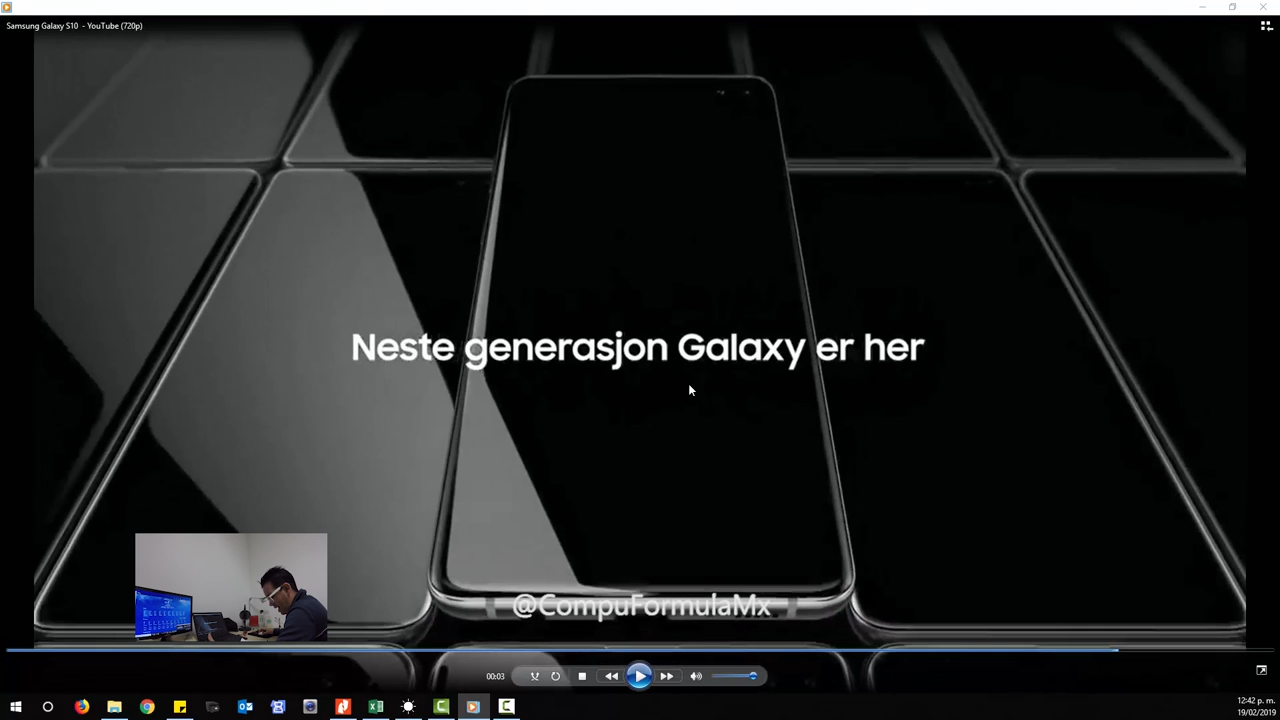 Samsung Galaxy S10 - YouTube (720p)
Neste generasjon Galaxy er her
@CompuFormulaMx
00:03
12:42 p. m.
19/02/2019